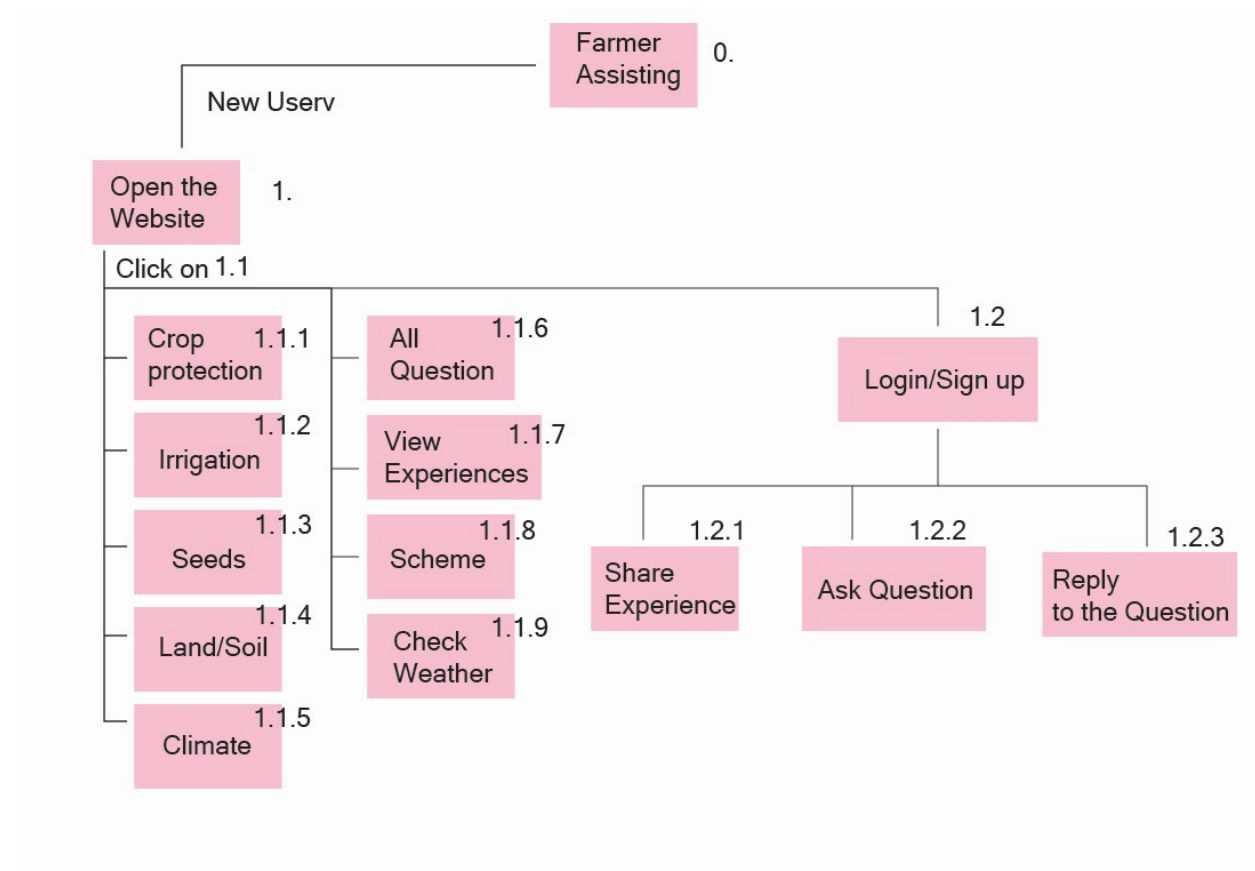 Farmer
Assisting
0.
New Userv
Open the
Website
1.
Click on 1.1
Crop
protection
1.1.1
Irrigation
1.1.2
Seeds
1.1.3
Land/Soil
1.1.4
Climate
1.1.5
All
Question
1.1.6
View
Experiences
1.1.7
Scheme
1.1.8
Check
Weather
1.1.9
1.2
Login/Sign up
1.2.1
Share
Experience
1.2.2
Ask Question
1.2.3
Reply
to the Question